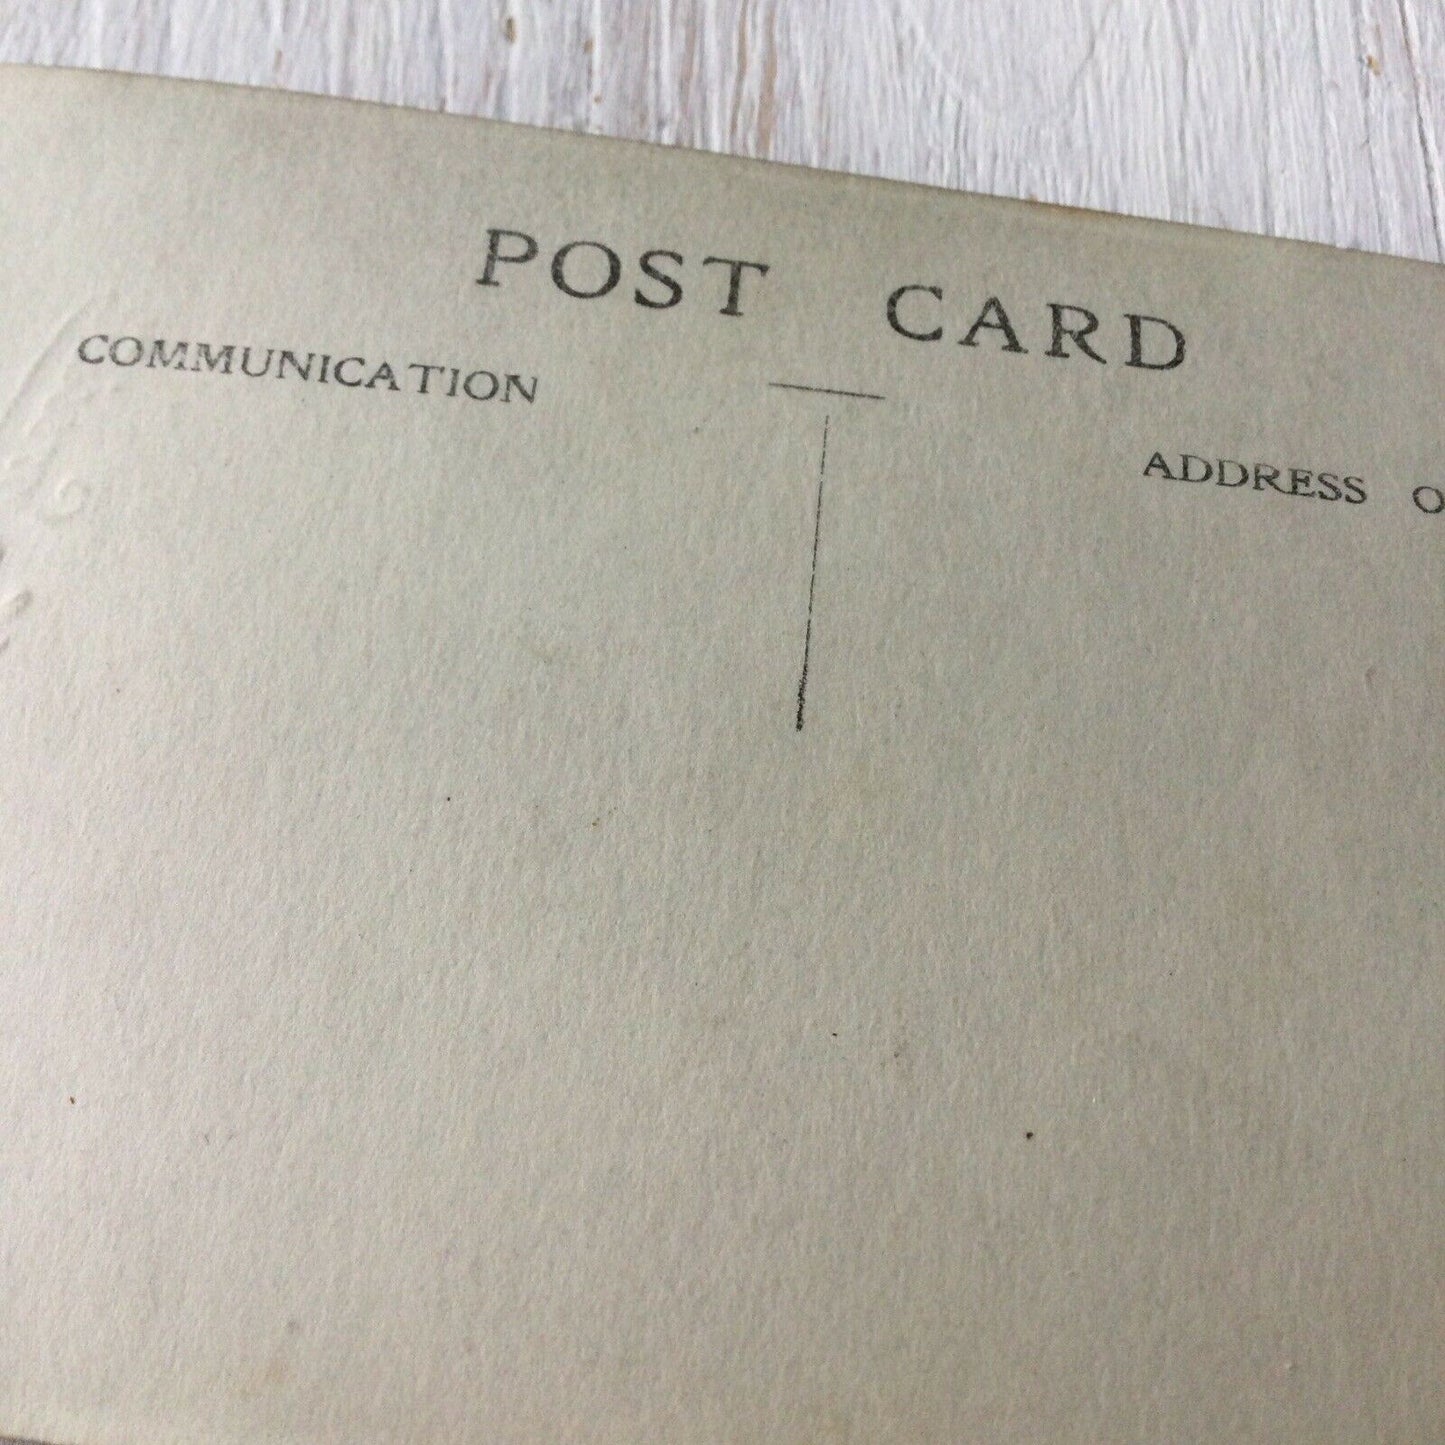 POST CARD
COMMUNICATION
ADDRESS O